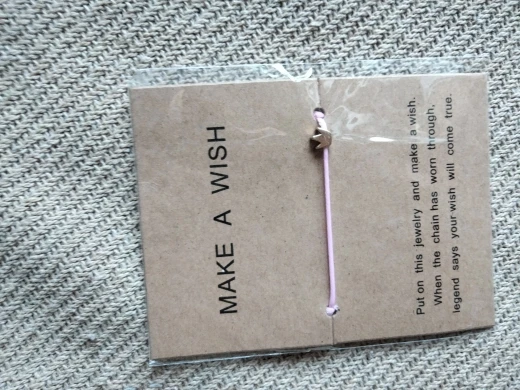 MAKE A WISH
Put on this jewelry and make a wish.
When the chain has worn through,
legend says your wish will come true.